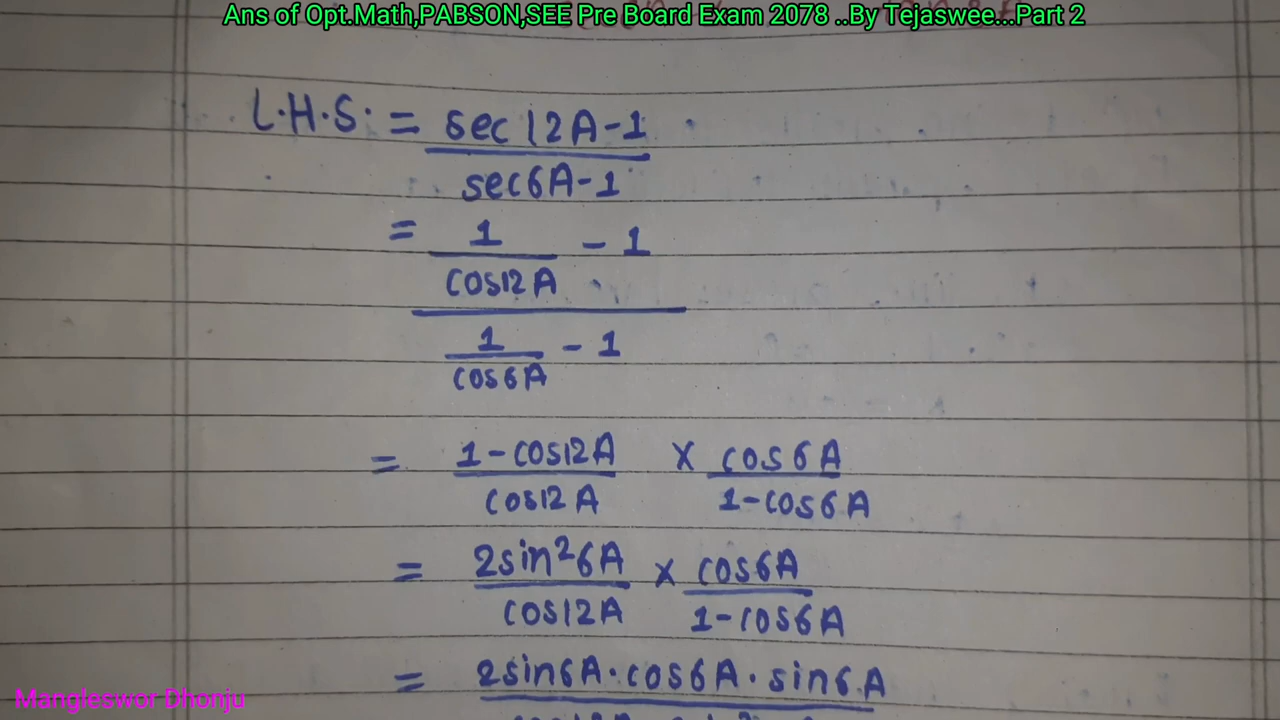 Ans of Opt.Math,PABSON,SEE Pre Board Exam 2078 ..By Tejaswee...Part 2
L.H.S. = sec12A-1
sec6A-1
= 1 - 1
cos12A
1 - 1
cos6A
= 1-cos12A x cos6A
cos12A 1-cos6A
= 2sin²6A x cos6A
cos12A 1-cos6A
= 2sin6A.cos6A.sin6A
Mangleswor Dhonju